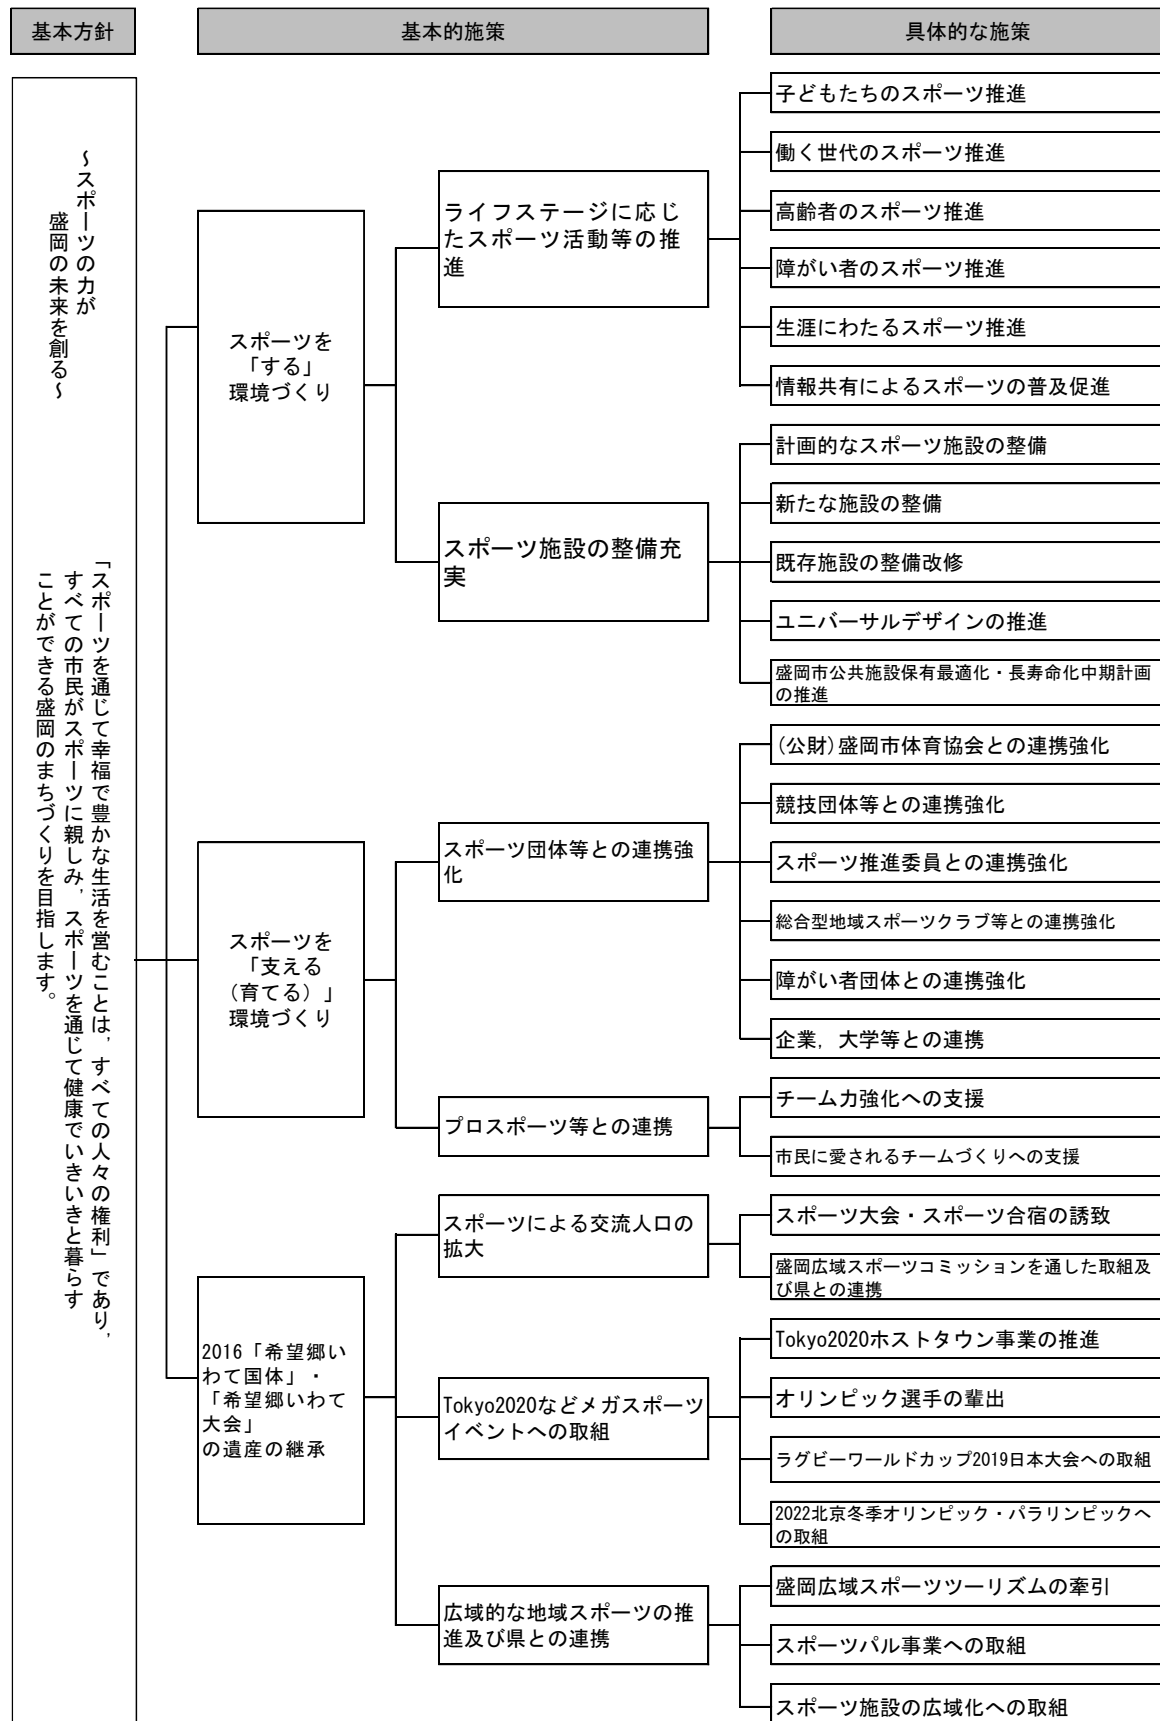 基本方針
基本的施策
具体的な施策
～スポーツの力が
盛岡の未来を創る～
「スポーツを通じて幸福で豊かな生活を営むことは，すべての人々の権利」であり，
すべての市民がスポーツに親しみ，スポーツを通じて健康でいきいきと暮らす
ことができる盛岡のまちづくりを目指します。
スポーツを
「する」
環境づくり
ライフステージに応じ
たスポーツ活動等の推
進
子どもたちのスポーツ推進
働く世代のスポーツ推進
高齢者のスポーツ推進
障がい者のスポーツ推進
生涯にわたるスポーツ推進
情報共有によるスポーツの普及促進
スポーツ施設の整備充
実
計画的なスポーツ施設の整備
新たな施設の整備
既存施設の整備改修
ユニバーサルデザインの推進
盛岡市公共施設保有最適化・長寿命化中期計画
の推進
スポーツを
「支える
（育てる）」
環境づくり
スポーツ団体等との連携強
化
(公財)盛岡市体育協会との連携強化
競技団体等との連携強化
スポーツ推進委員との連携強化
総合型地域スポーツクラブ等との連携強化
障がい者団体との連携強化
企業，大学等との連携
プロスポーツ等との連携
チーム力強化への支援
市民に愛されるチームづくりへの支援
2016「希望郷い
わて国体」・
「希望郷いわて
大会」
の遺産の継承
スポーツによる交流人口の
拡大
スポーツ大会・スポーツ合宿の誘致
盛岡広域スポーツコミッションを通した取組及
び県との連携
Tokyo2020などメガスポーツ
イベントへの取組
Tokyo2020ホストタウン事業の推進
オリンピック選手の輩出
ラグビーワールドカップ2019日本大会への取組
2022北京冬季オリンピック・パラリンピックへ
の取組
広域的な地域スポーツの推
進及び県との連携
盛岡広域スポーツツーリズムの牽引
スポーツパル事業への取組
スポーツ施設の広域化への取組